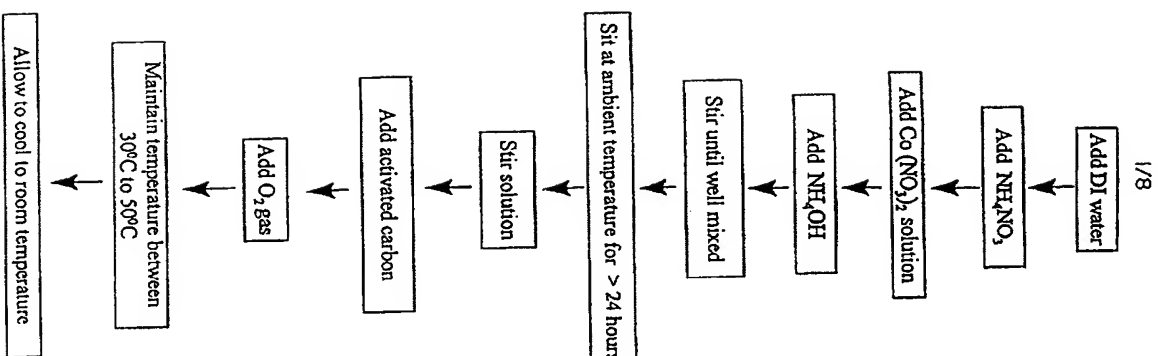 1/8
Add DI water
Add NH₄NO₃
Add Co (NO₃)₂ solution
Add NH₄OH
Stir until well mixed
Sit at ambient temperature for > 24 hours
Stir solution
Add activated carbon
Add O₂ gas
Maintain temperature between
30⁰C to 50⁰C
Allow to cool to room temperature